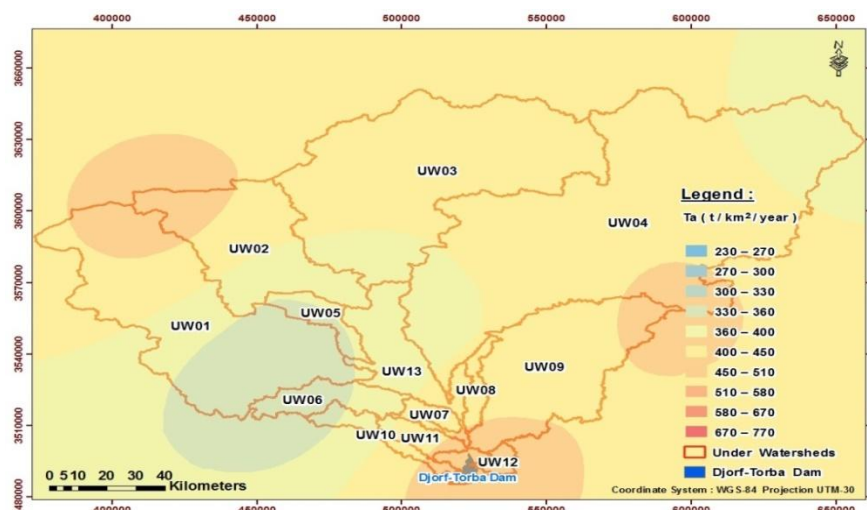 400000 450000 500000 550000 600000 650000
3660000
3630000
3600000
3570000
3540000
3510000
480000
N
UW03
UW04
UW02
UW05
UW01
UW13
UW08
UW09
UW06
UW07
UW10
UW11
UW12
Djorf-Torba Dam
Legend :
Ta ( t / km² / year )
230 – 270
270 – 300
300 – 330
330 – 360
360 – 400
400 – 450
450 – 510
510 – 580
580 – 670
670 – 770
Under Watersheds
Djorf-Torba Dam
Coordinate System : WGS-84 Projection UTM-30
0 5 10 20 30 40
Kilometers
400000 450000 500000 550000 600000 650000